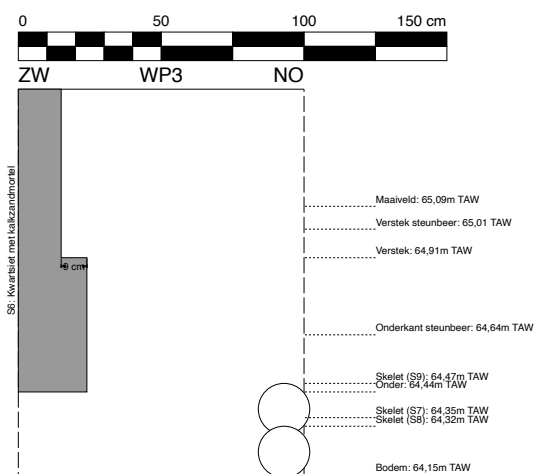 0 50 100 150 cm
ZW WP3 NO
S6: Kwartsiet met kalkzandmortel
9 cm
Maaiveld: 65,09m TAW
Verstek steunbeer: 65,01 TAW
Verstek: 64,91m TAW
Onderkant steunbeer: 64,64m TAW
Skelet (S9): 64,47m TAW
Onder: 64,44m TAW
Skelet (S7): 64,35m TAW
Skelet (S8): 64,32m TAW
Bodem: 64,15m TAW